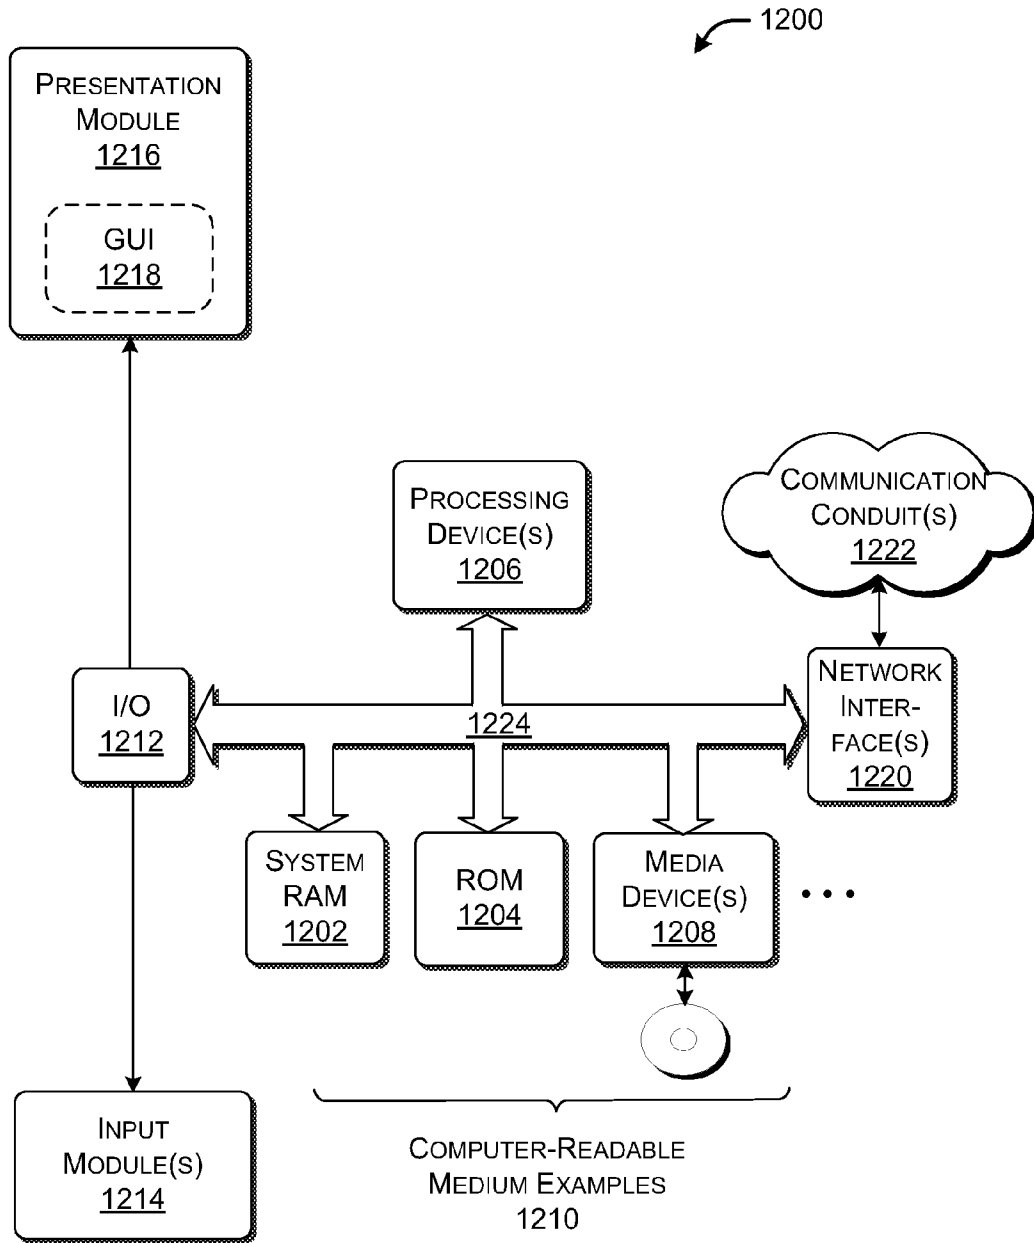 1200
PRESENTATION
MODULE
1216
GUI
1218
PROCESSING
DEVICE(S)
1206
COMMUNICATION
CONDUIT(S)
1222
I/O
1212
1224
NETWORK
INTER-
FACE(S)
1220
SYSTEM
RAM
1202
ROM
1204
MEDIA
DEVICE(S)
1208
• • •
INPUT
MODULE(S)
1214
COMPUTER-READABLE
MEDIUM EXAMPLES
1210